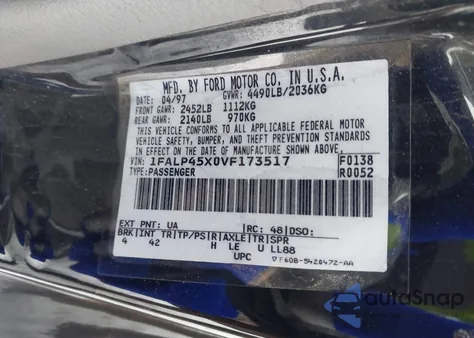 MFD. BY FORD MOTOR CO. IN U.S.A.
DATE: 04/97 GVWR: 4490LB/2036KG
FRONT GAWR: 2452LB 1112KG
REAR GAWR: 2140LB 970KG
THIS VEHICLE CONFORMS TO ALL APPLICABLE FEDERAL MOTOR
VEHICLE SAFETY, BUMPER, AND THEFT PREVENTION STANDARDS
IN EFFECT ON THE DATE OF MANUFACTURE SHOWN ABOVE.
VIN: 1FALP45X0VF173517 F0138
TYPE: PASSENGER R0052
EXT PNT: UA RC: 48 DSO:
BRK INT TR TP/PS R AXLE TR SPR
4 42 H LE U LL88
UPC ▽F60B-5420472-AA
autoSnap